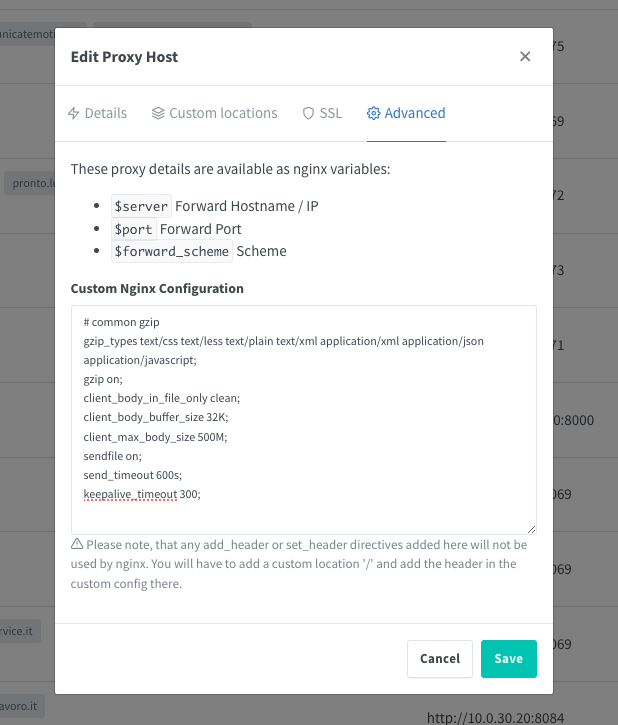 nicatemot
75
Edit Proxy Host
Details
Custom locations
SSL
Advanced
69
These proxy details are available as nginx variables:
pronto.l
72
$server Forward Hostname / IP
$port Forward Port
$forward_scheme Scheme
73
Custom Nginx Configuration
# common gzip
gzip_types text/css text/less text/plain text/xml application/xml application/json
71
application/javascript;
gzip on;
client_body_in_file_only clean;
client_body_buffer_size 32K;
0:8000
client_max_body_size 500M;
sendfile on;
send_timeout 600s;
keepalive_timeout 300;
069
Please note, that any add_header or set_header directives added here will not be
used by nginx. You will have to add a custom location '/' and add the header in the
069
custom config there.
rvice.it
069
Cancel
Save
avoro.it
http://10.0.30.20:8084